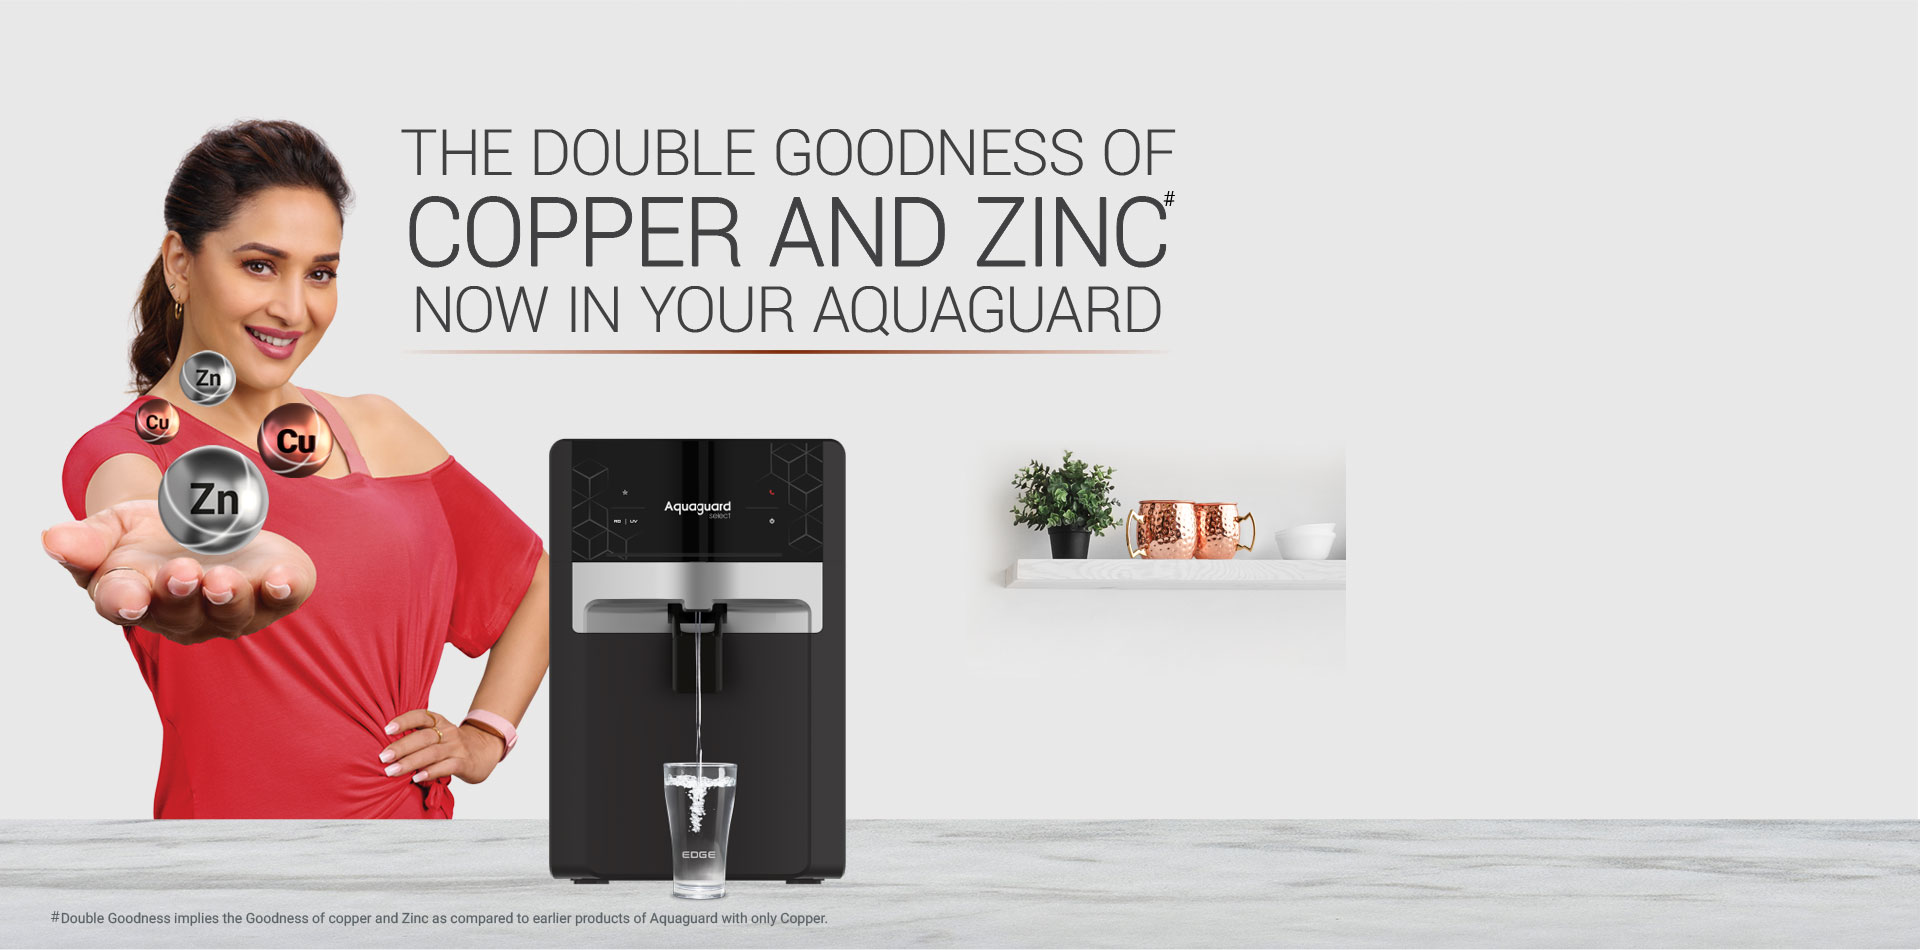 THE DOUBLE GOODNESS OF
COPPER AND ZINC#
NOW IN YOUR AQUAGUARD
Zn
Cu
Cu
Zn
Aquaguard
select
RO | UV
EDGE
#Double Goodness implies the Goodness of copper and Zinc as compared to earlier products of Aquaguard with only Copper.